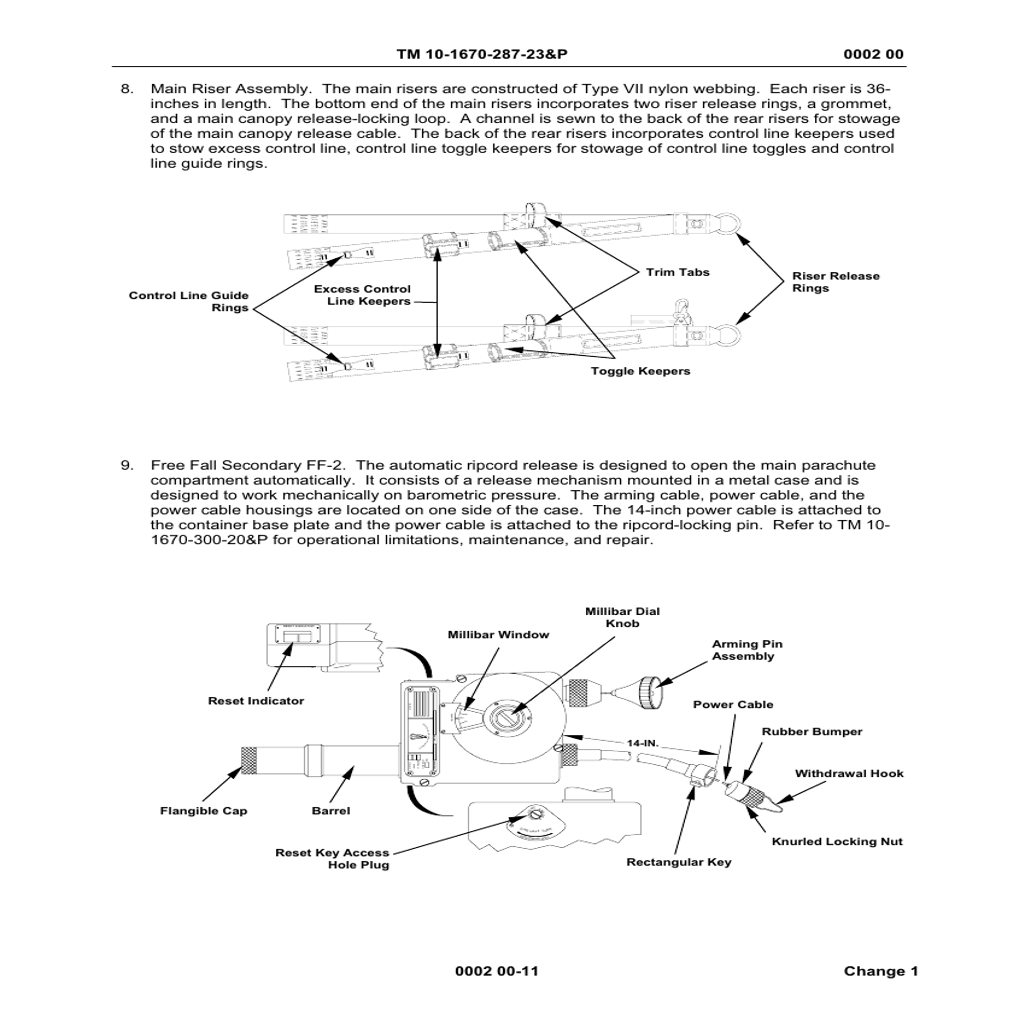 TM 10-1670-287-23&P
0002 00
8. Main Riser Assembly. The main risers are constructed of Type VII nylon webbing. Each riser is 36-
inches in length. The bottom end of the main risers incorporates two riser release rings, a grommet,
and a main canopy release-locking loop. A channel is sewn to the back of the rear risers for stowage
of the main canopy release cable. The back of the rear risers incorporates control line keepers used
to stow excess control line, control line toggle keepers for stowage of control line toggles and control
line guide rings.
Trim Tabs
Riser Release
Rings
Excess Control
Line Keepers
Control Line Guide
Rings
Toggle Keepers
9. Free Fall Secondary FF-2. The automatic ripcord release is designed to open the main parachute
compartment automatically. It consists of a release mechanism mounted in a metal case and is
designed to work mechanically on barometric pressure. The arming cable, power cable, and the
power cable housings are located on one side of the case. The 14-inch power cable is attached to
the container base plate and the power cable is attached to the ripcord-locking pin. Refer to TM 10-
1670-300-20&P for operational limitations, maintenance, and repair.
Millibar Dial
Knob
Millibar Window
Arming Pin
Assembly
Reset Indicator
Power Cable
Rubber Bumper
14-IN.
Withdrawal Hook
Flangible Cap
Barrel
Knurled Locking Nut
Reset Key Access
Hole Plug
Rectangular Key
0002 00-11
Change 1